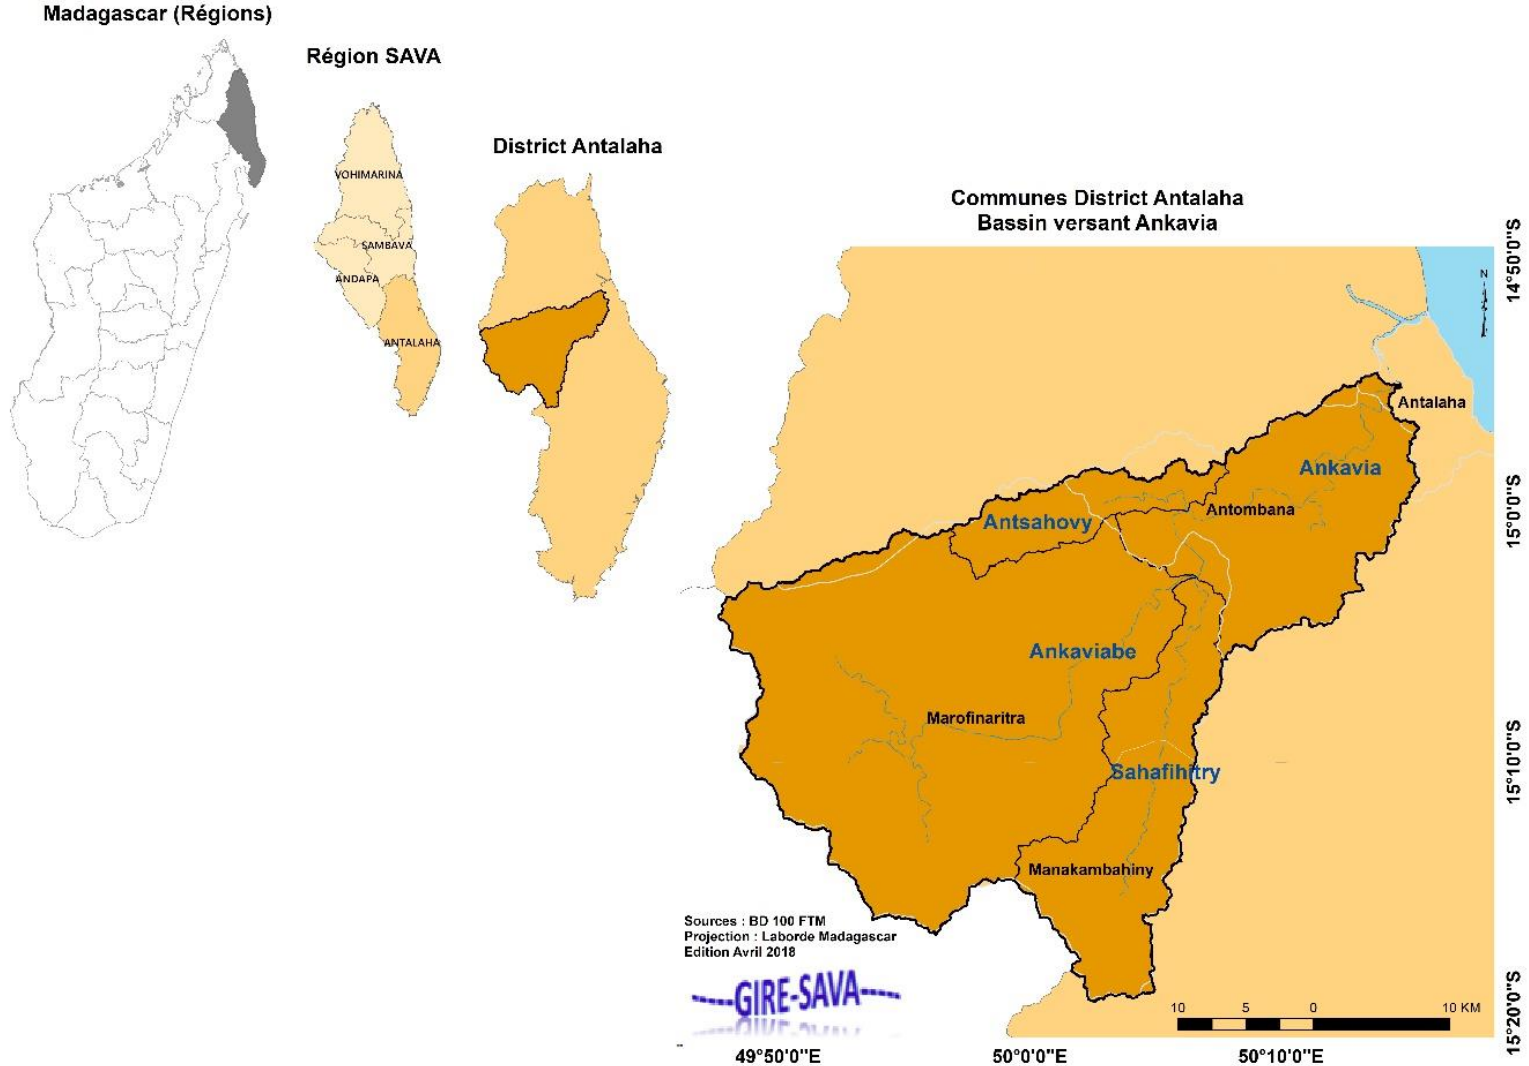 Madagascar (Régions)
Région SAVA
VOHIMARINA
SAMBAVA
ANDAPA
ANTALAHA
District Antalaha
Communes District Antalaha
Bassin versant Ankavia
N
14°50'0"S
Antalaha
Ankavia
15°0'0"S
Antombana
Antsahovy
Ankaviabe
Marofinaritra
15°10'0"S
Sahafihitry
Manakambahiny
Sources : BD 100 FTM
Projection : Laborde Madagascar
Edition Avril 2018
GIRE-SAVA
10 5 0 10 KM
15°20'0"S
49°50'0"E 50°0'0"E 50°10'0"E